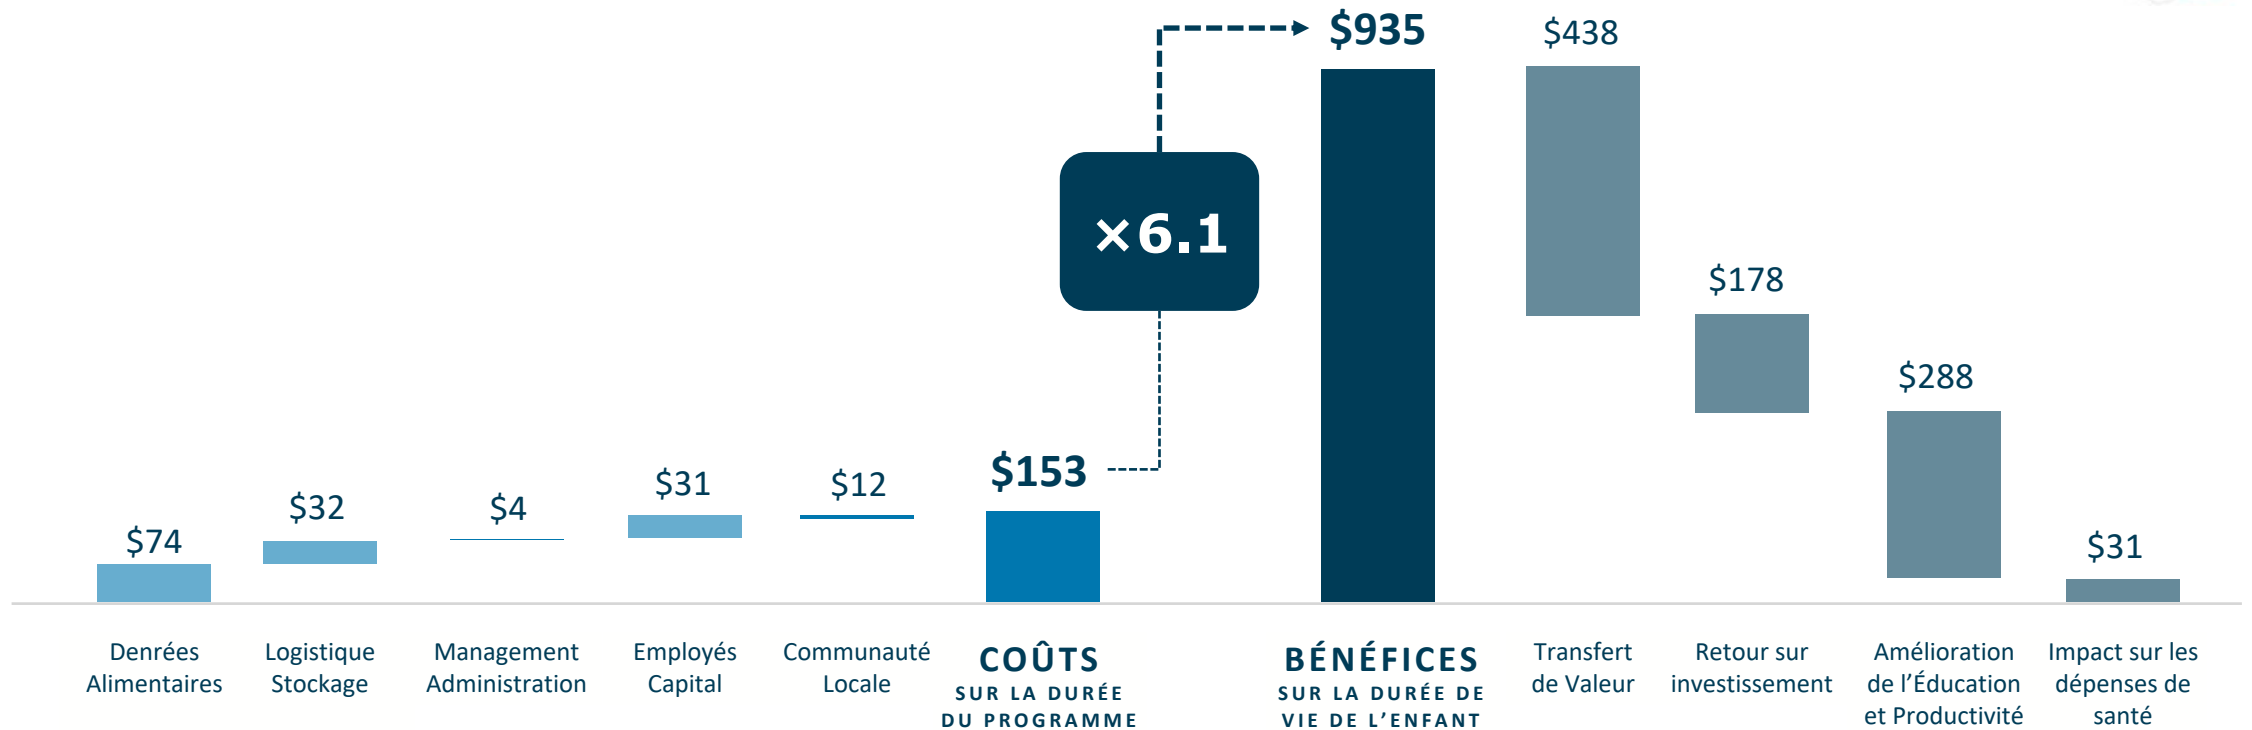 $935
$438
×6.1
$178
$288
$153
$31
$12
$32
$4
$74
$31
Denrées
Alimentaires
Logistique
Stockage
Management
Administration
Employés
Capital
Communauté
Locale
COÛTS
SUR LA DURÉE
DU PROGRAMME
BÉNÉFICES
SUR LA DURÉE DE
VIE DE L’ENFANT
Transfert
de Valeur
Retour sur
investissement
Amélioration
de l’Éducation
et Productivité
Impact sur les
dépenses de
santé